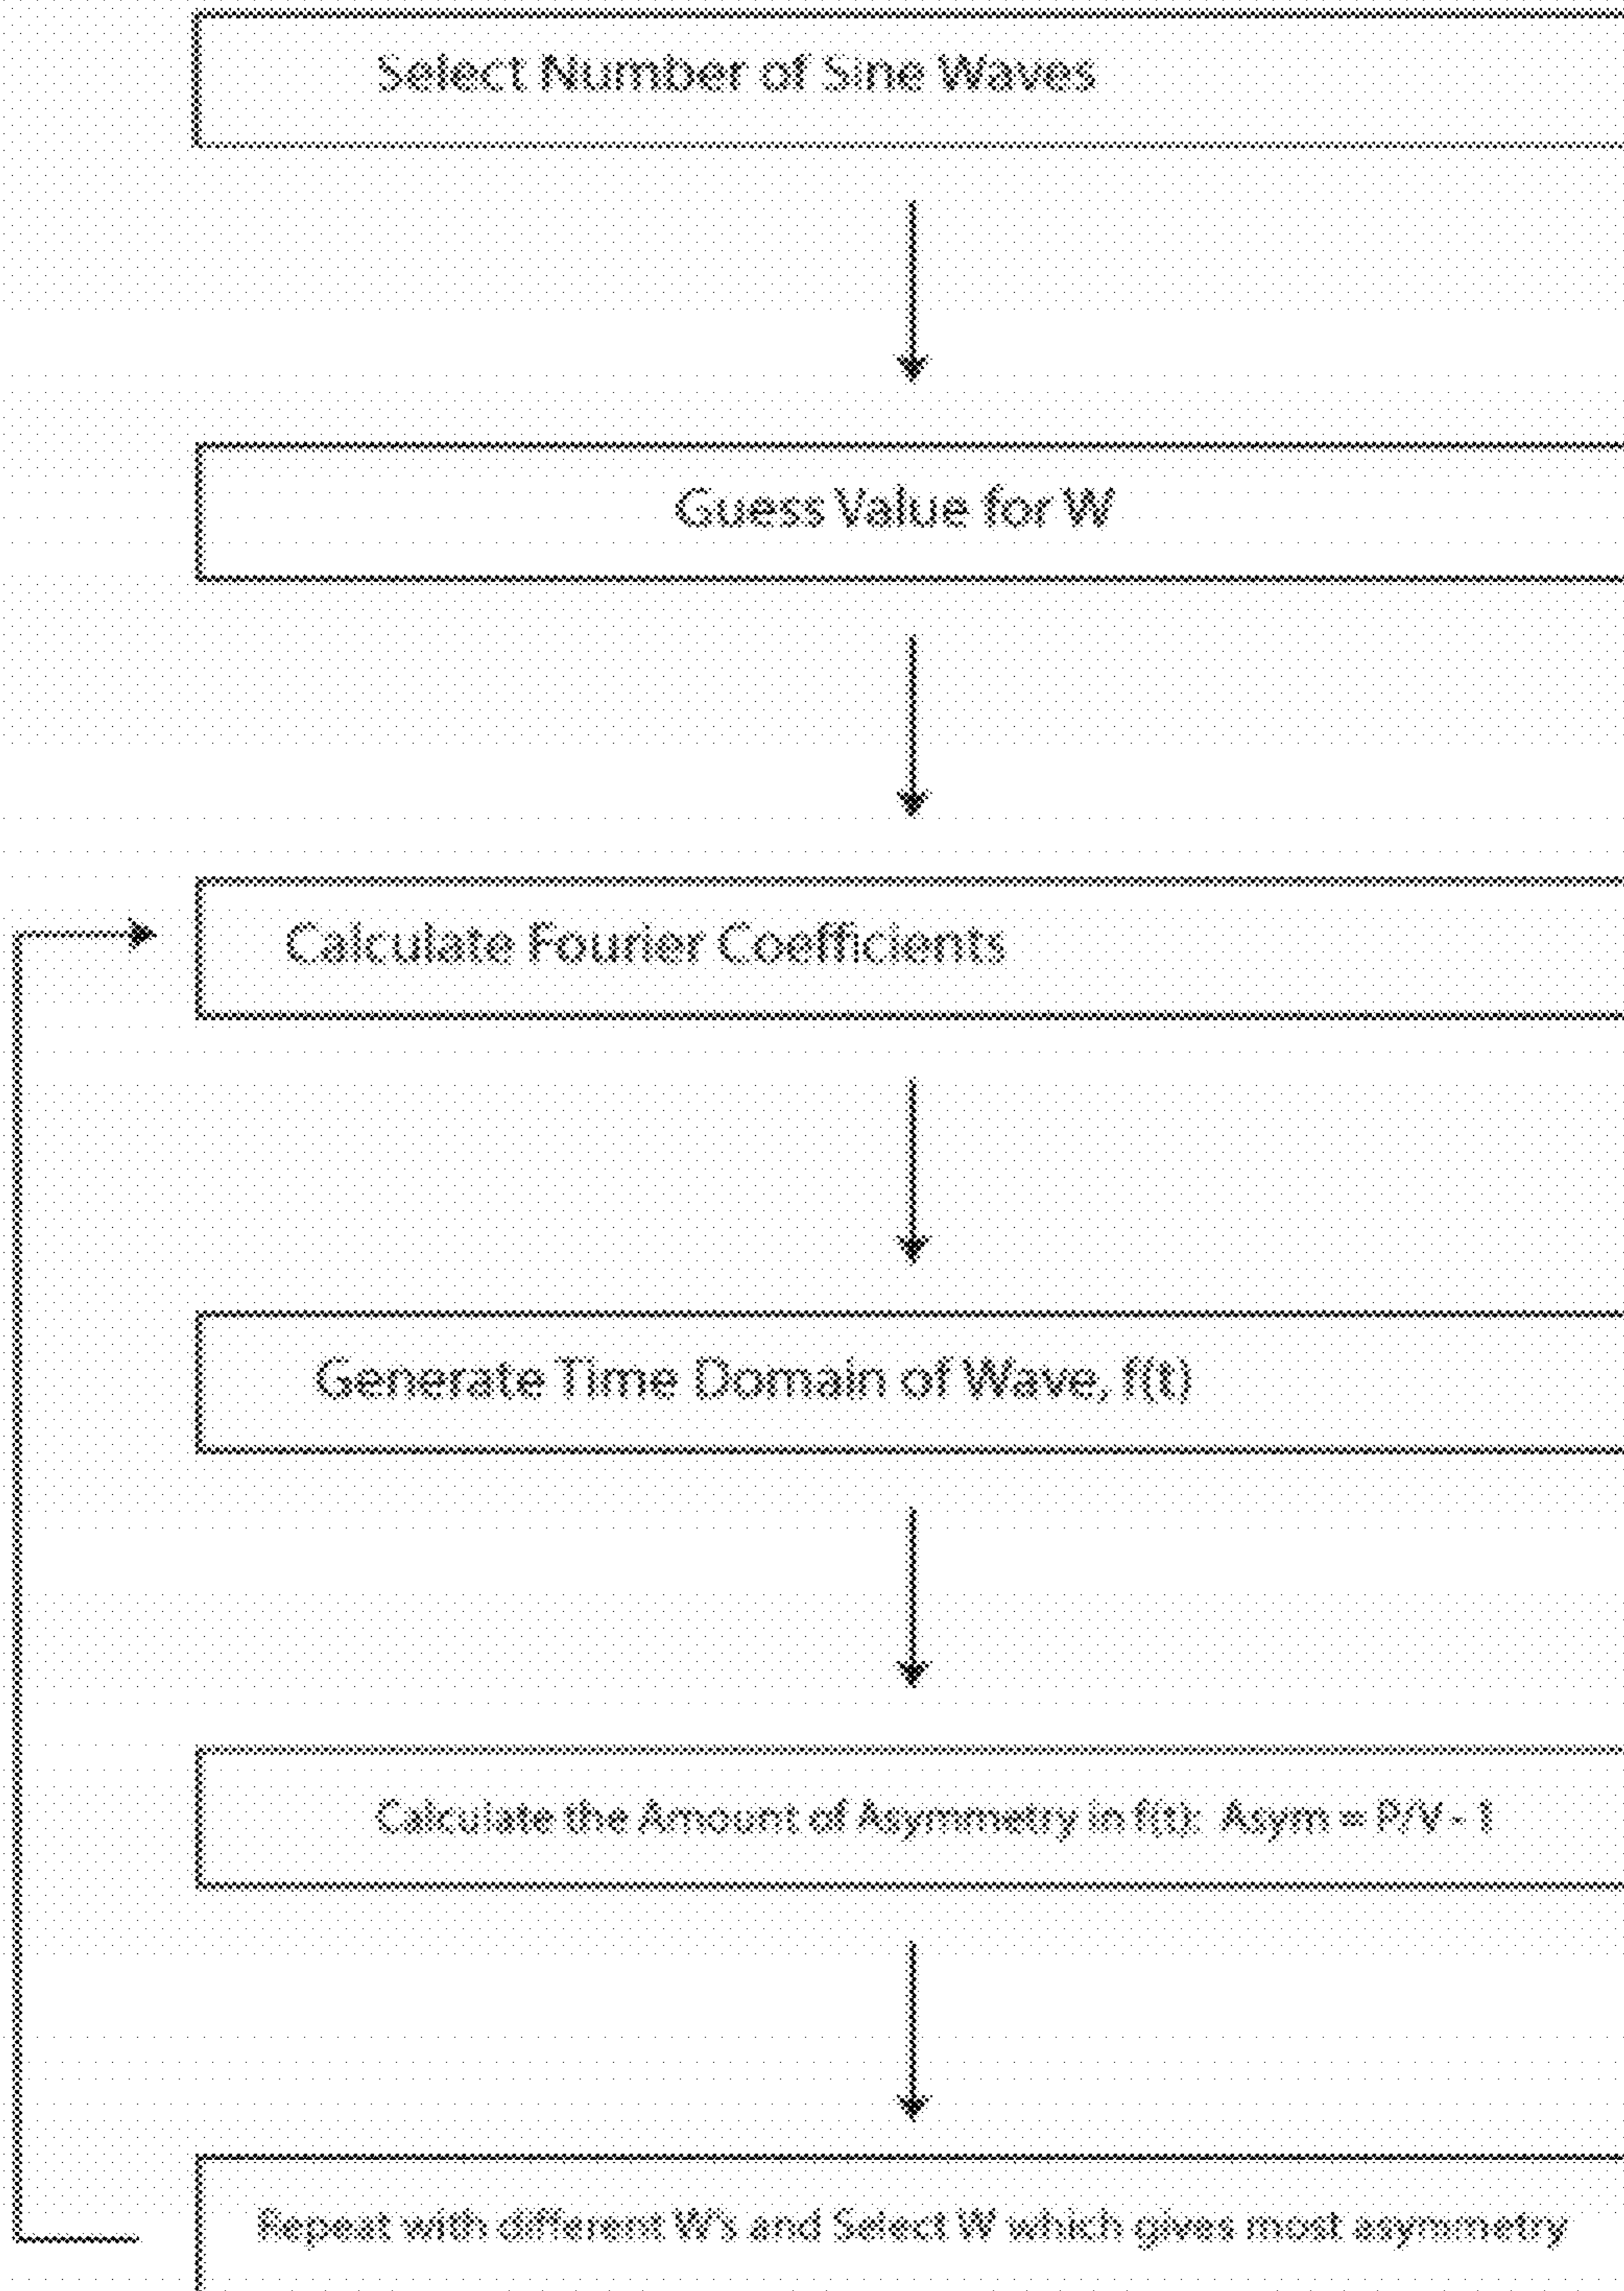 Select Number of Sine Waves
Guess Value for W
Calculate Fourier Coefficients
Generate Time Domain of Wave, f(t)
Calculate the Amount of Asymmetry in f(t): Asym = P/V - 1
Repeat with different W's and Select W which gives most asymmetry